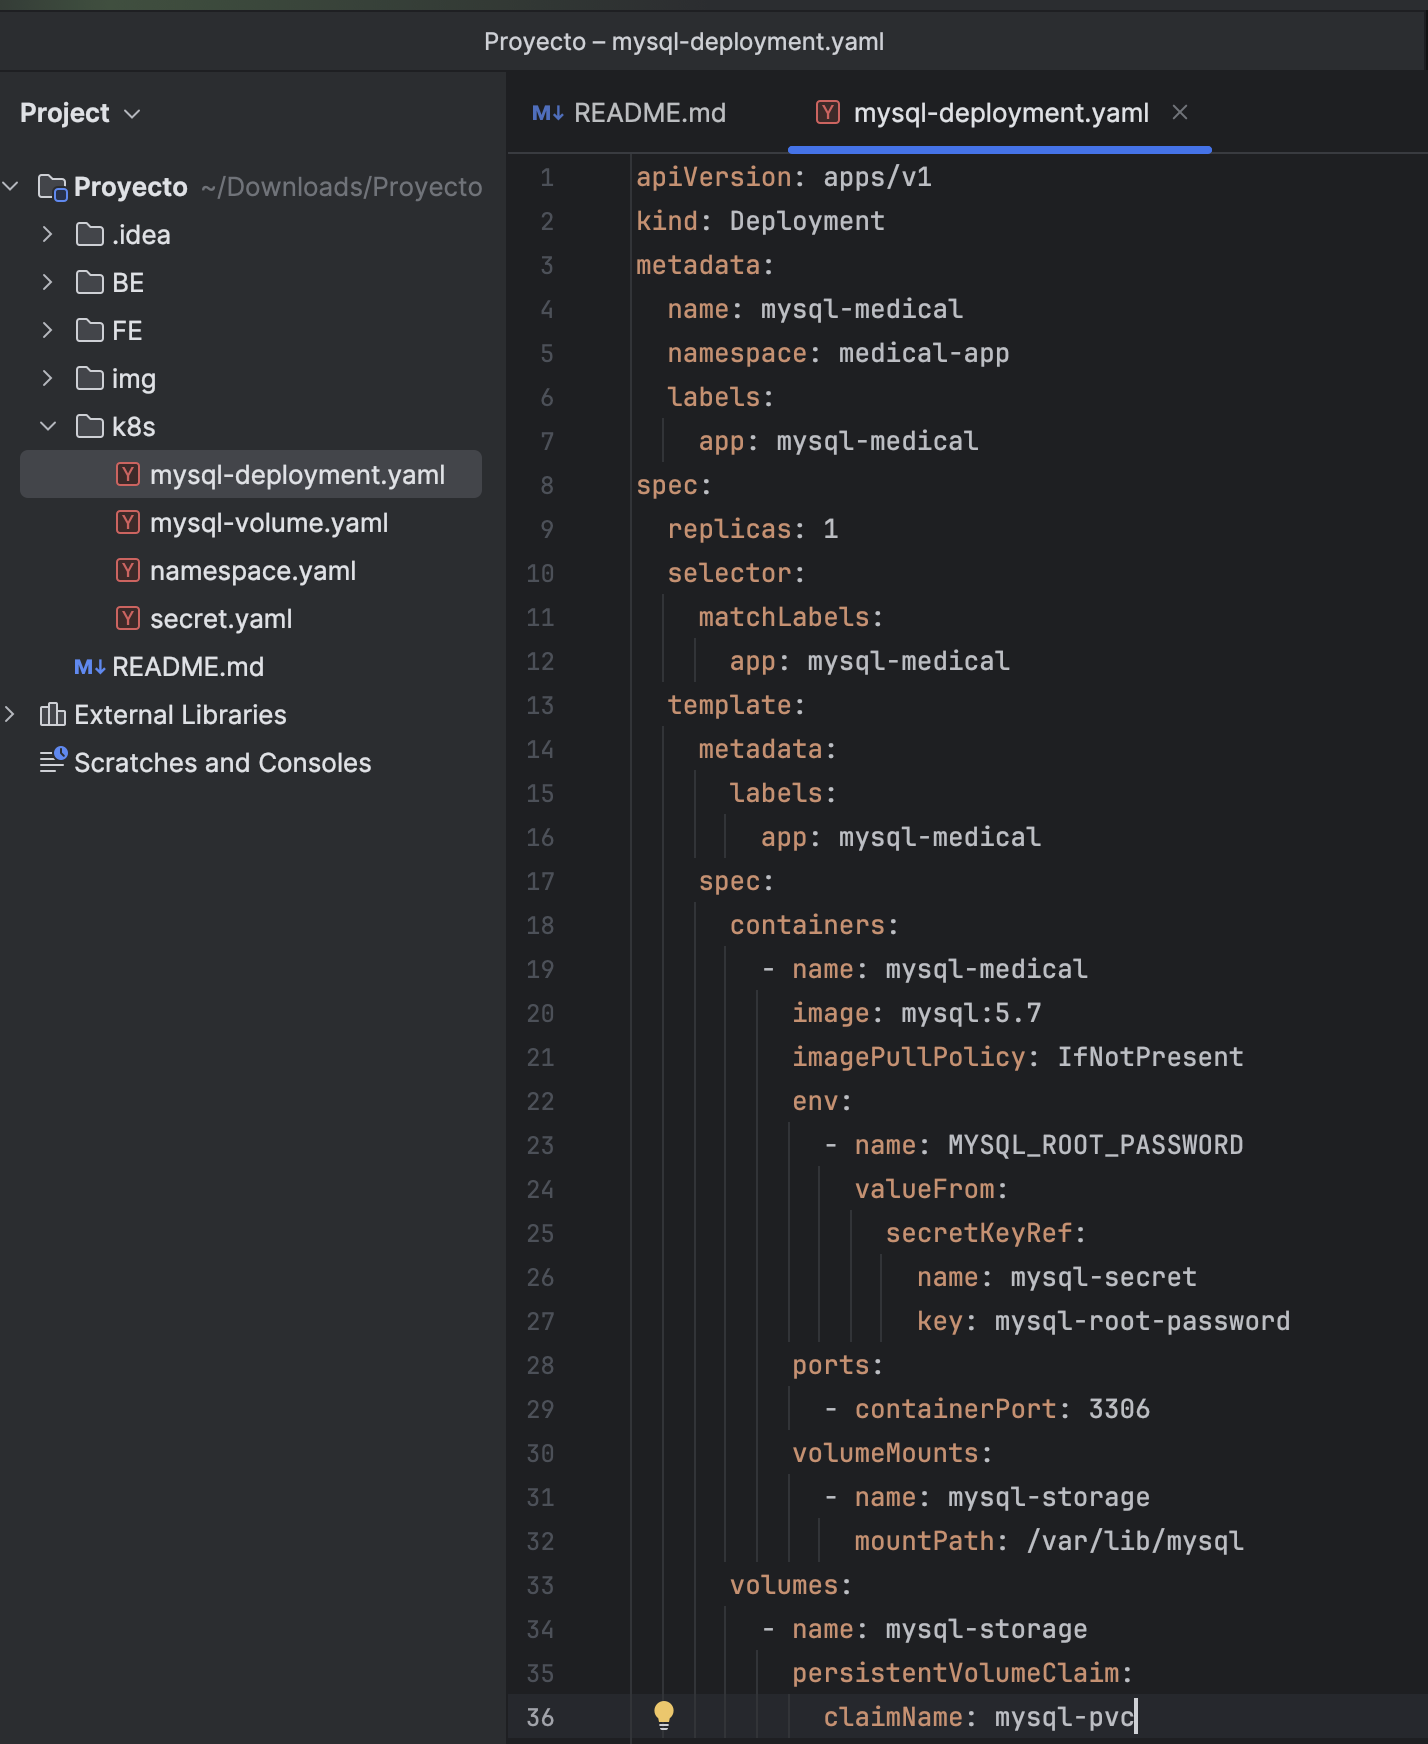 Proyecto – mysql-deployment.yaml
Project
Proyecto ~/Downloads/Proyecto
.idea
BE
FE
img
k8s
mysql-deployment.yaml
mysql-volume.yaml
namespace.yaml
secret.yaml
M↓ README.md
External Libraries
Scratches and Consoles
M↓ README.md
Y mysql-deployment.yaml ×
1 apiVersion: apps/v1
2 kind: Deployment
3 metadata:
4   name: mysql-medical
5   namespace: medical-app
6   labels:
7     app: mysql-medical
8 spec:
9   replicas: 1
10   selector:
11     matchLabels:
12       app: mysql-medical
13   template:
14     metadata:
15       labels:
16         app: mysql-medical
17     spec:
18       containers:
19         - name: mysql-medical
20           image: mysql:5.7
21           imagePullPolicy: IfNotPresent
22           env:
23             - name: MYSQL_ROOT_PASSWORD
24               valueFrom:
25                 secretKeyRef:
26                   name: mysql-secret
27                   key: mysql-root-password
28           ports:
29             - containerPort: 3306
30           volumeMounts:
31             - name: mysql-storage
32               mountPath: /var/lib/mysql
33       volumes:
34         - name: mysql-storage
35           persistentVolumeClaim:
36             claimName: mysql-pvc